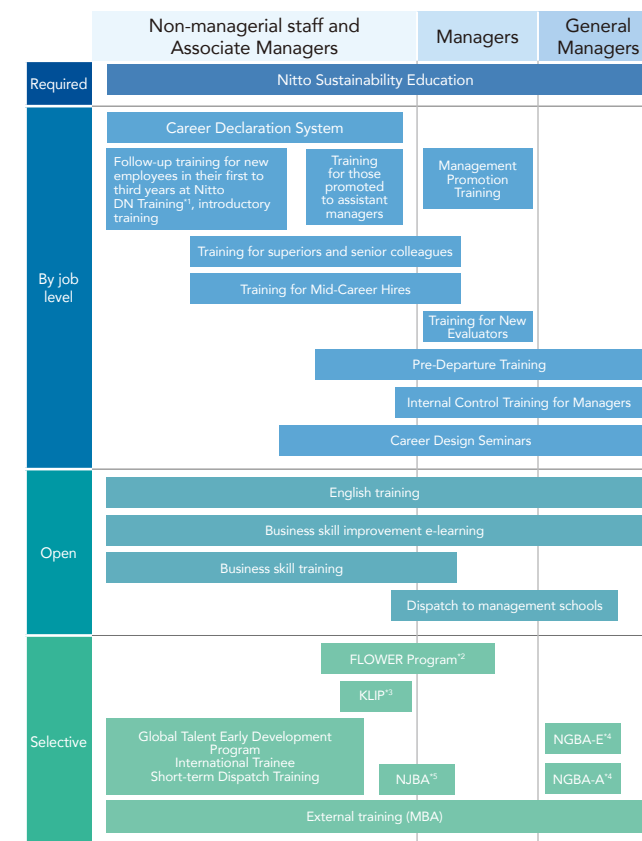 Non-managerial staff and
Associate Managers
Managers
General
Managers
Required
Nitto Sustainability Education
By job
level
Career Declaration System
Follow-up training for new
employees in their first to
third years at Nitto
DN Training*1, introductory
training
Training
for those
promoted
to assistant
managers
Management
Promotion
Training
Training for superiors and senior colleagues
Training for Mid-Career Hires
Training for New
Evaluators
Pre-Departure Training
Internal Control Training for Managers
Career Design Seminars
Open
English training
Business skill improvement e-learning
Business skill training
Dispatch to management schools
Selective
FLOWER Program*2
KLIP*3
Global Talent Early Development
Program
International Trainee
Short-term Dispatch Training
NJBA*5
NGBA-E*4
NGBA-A*4
External training (MBA)